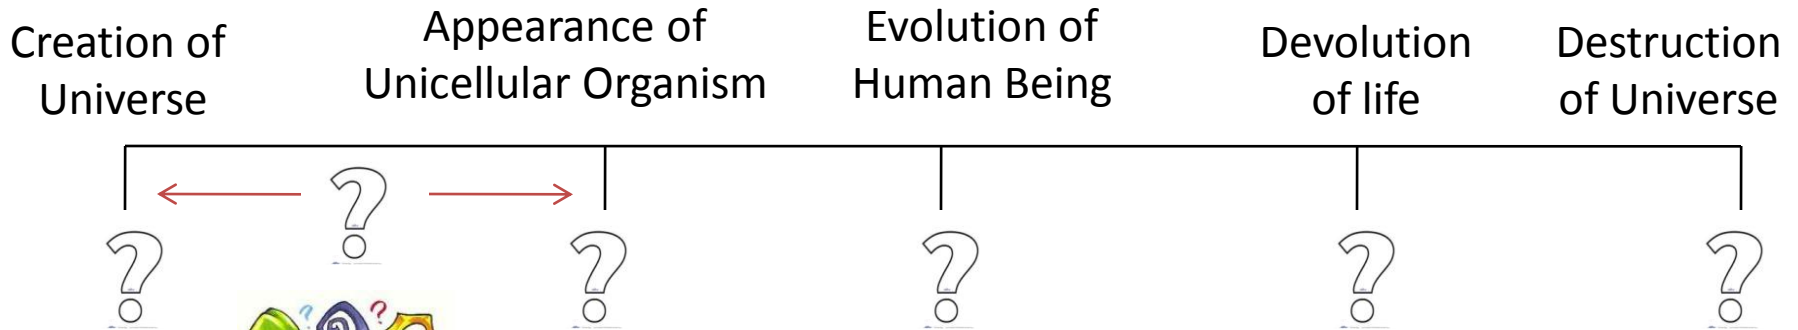 Creation of
Universe
Appearance of
Unicellular Organism
Evolution of
Human Being
Devolution
of life
Destruction
of Universe
?
?
?
?
?
?
? ?